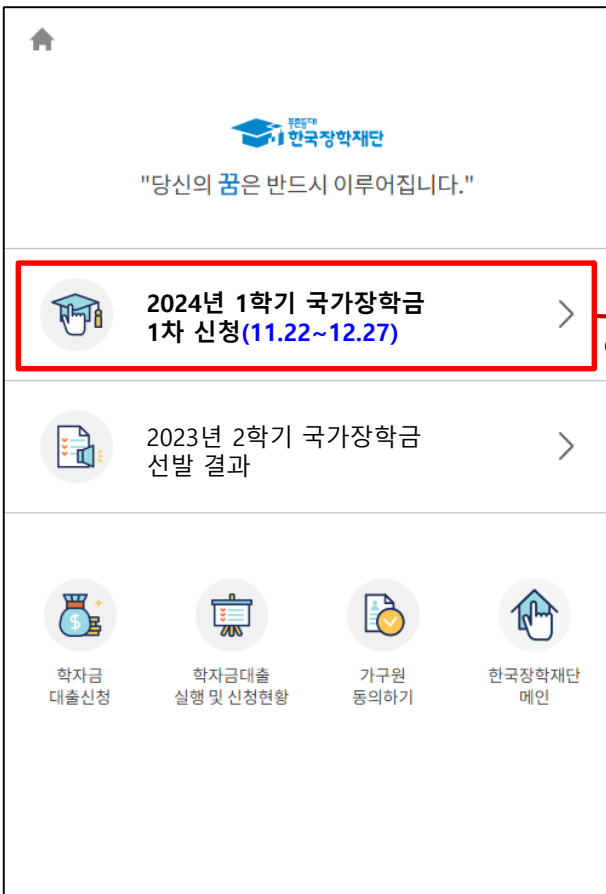 푸른등대
한국장학재단
"당신의 꿈은 반드시 이루어집니다."
2024년 1학기 국가장학금
1차 신청(11.22~12.27)
2023년 2학기 국가장학금
선발 결과
학자금
대출신청
학자금대출
실행 및 신청현황
가구원
동의하기
한국장학재단
메인